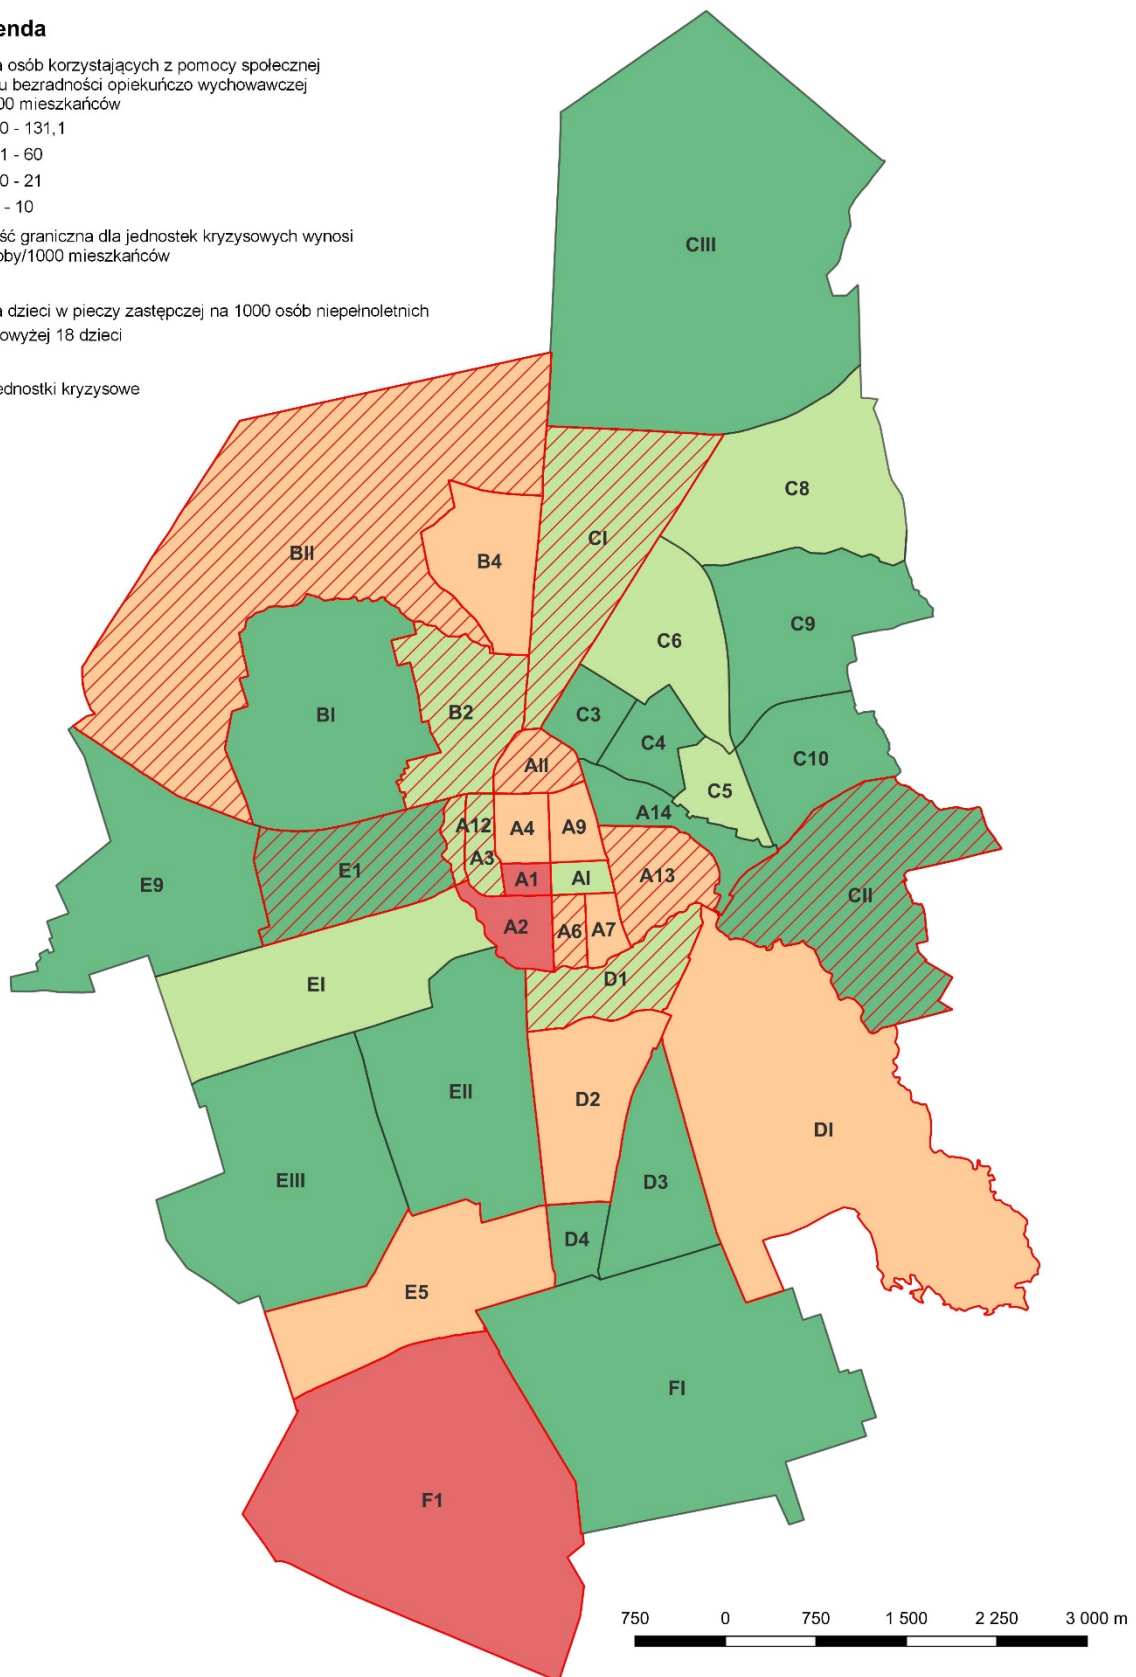 enda
a osób korzystających z pomocy społecznej
u bezradności opiekuńczo wychowawczej
00 mieszkańców
0 - 131,1
1 - 60
0 - 21
- 10
ść graniczna dla jednostek kryzysowych wynosi
oby/1000 mieszkańców
a dzieci w pieczy zastępczej na 1000 osób niepełnoletnich
owyżej 18 dzieci
ednostki kryzysowe
CIII
C8
CI
BII
B4
C9
C6
B2
BI
C3
C4
C10
AII
C5
A14
A12
A4
A9
A3
E1
A13
A1
AI
E9
CII
A2
A6
A7
D1
EI
EII
D2
DI
EIII
D3
D4
E5
FI
F1
750 0 750 1 500 2 250 3 000 m